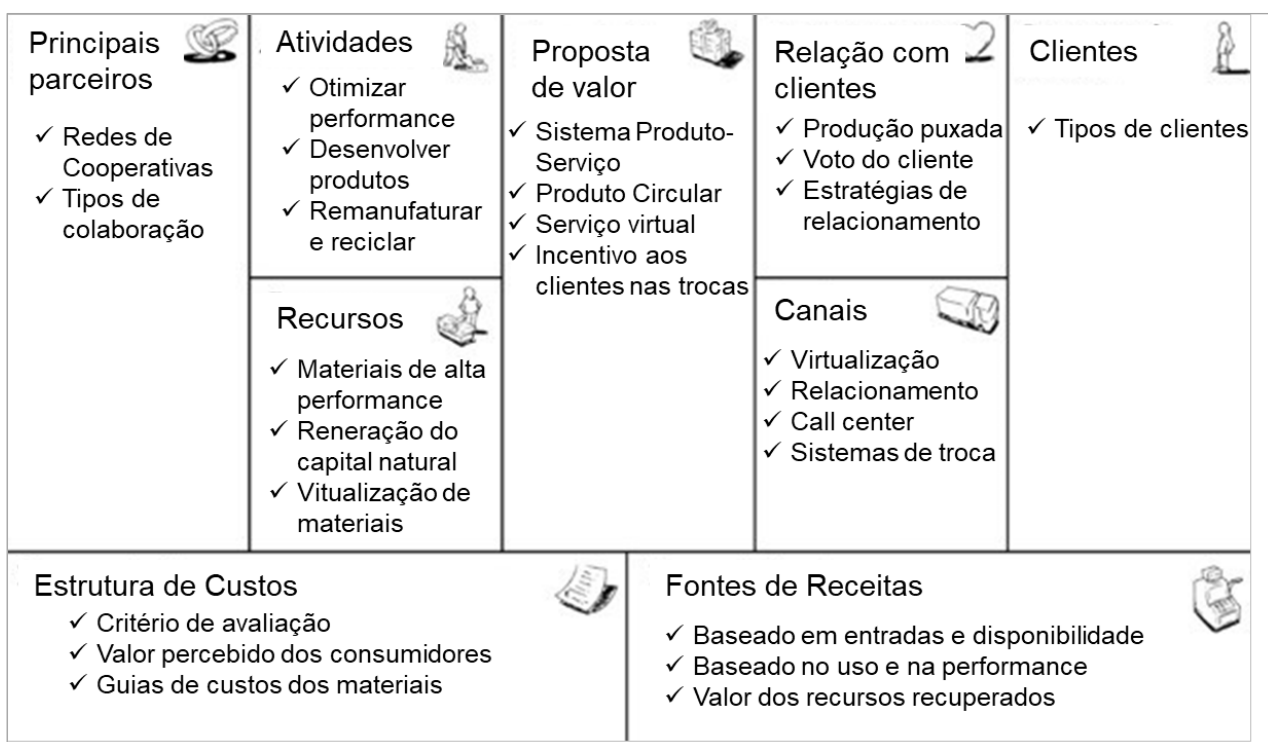 Principais
parceiros
✓ Redes de
Cooperativas
✓ Tipos de
colaboração
Atividades
✓ Otimizar
performance
✓ Desenvolver
produtos
✓ Remanufaturar
e reciclar
Recursos
✓ Materiais de alta
performance
✓ Reneração do
capital natural
✓ Vitualização de
materiais
Proposta
de valor
✓ Sistema Produto-
Serviço
✓ Produto Circular
✓ Serviço virtual
✓ Incentivo aos
clientes nas trocas
Relação com
clientes
✓ Produção puxada
✓ Voto do cliente
✓ Estratégias de
relacionamento
Canais
✓ Virtualização
✓ Relacionamento
✓ Call center
✓ Sistemas de troca
Clientes
✓ Tipos de clientes
Estrutura de Custos
✓ Critério de avaliação
✓ Valor percebido dos consumidores
✓ Guias de custos dos materiais
Fontes de Receitas
✓ Baseado em entradas e disponibilidade
✓ Baseado no uso e na performance
✓ Valor dos recursos recuperados